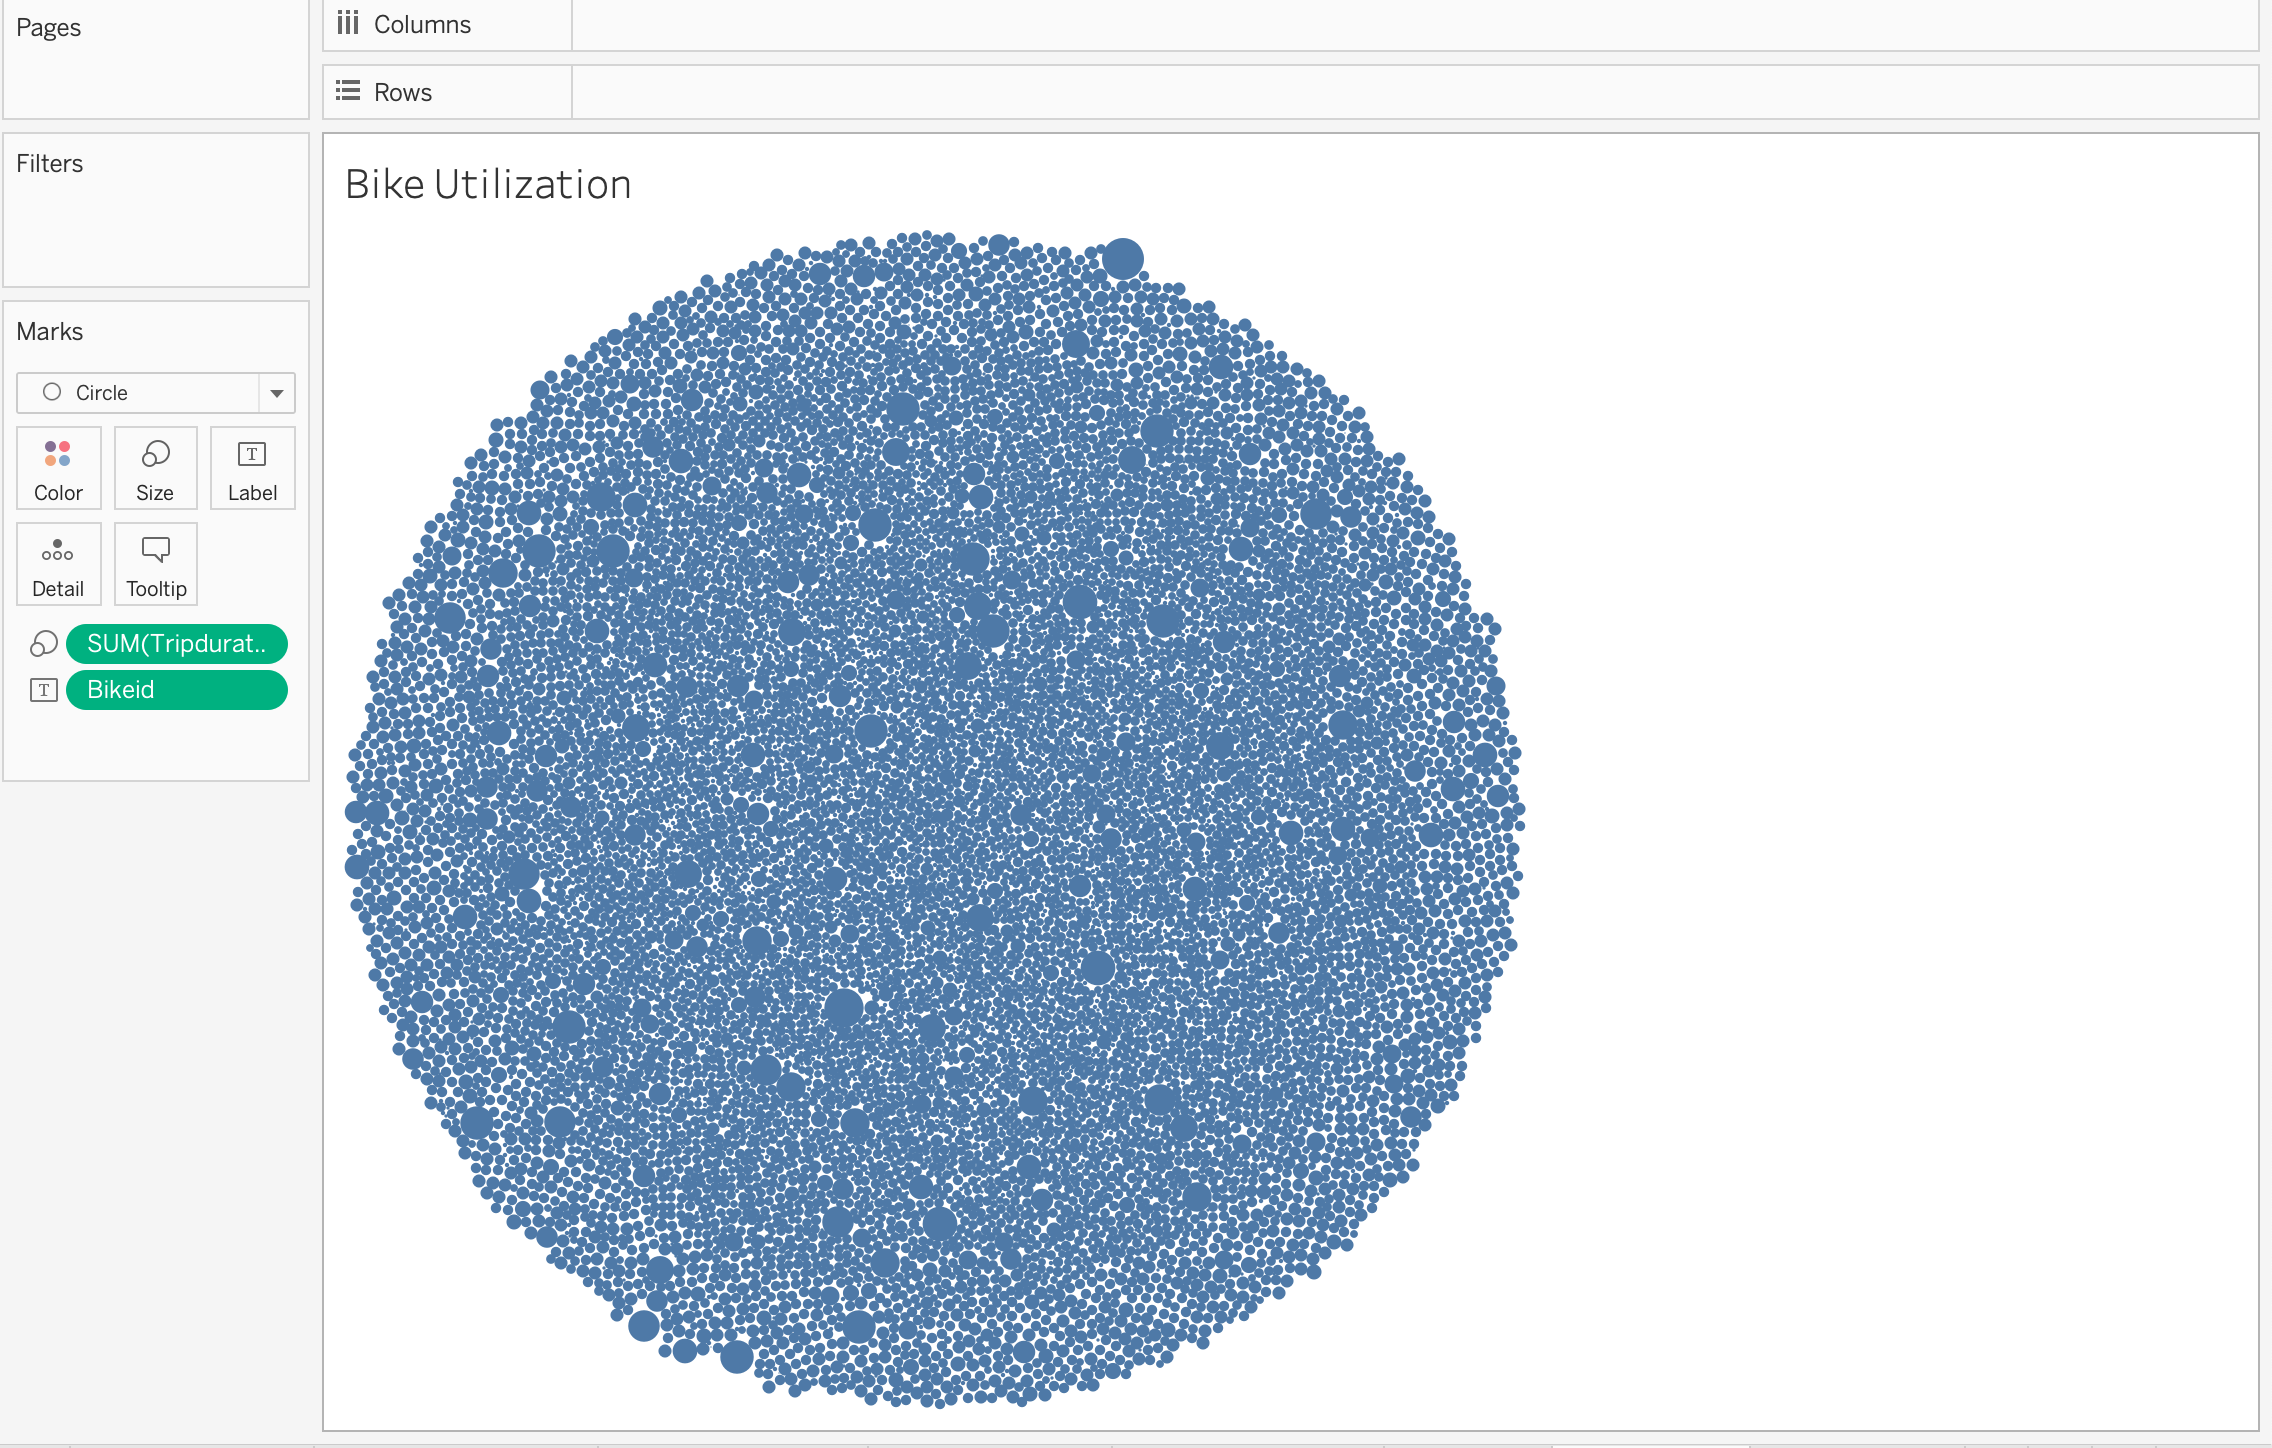 Pages
Columns
Rows
Filters
Bike Utilization
Marks
Circle
Color
Size
T
Label
Detail
Tooltip
SUM(Tripdurat..
T
Bikeid